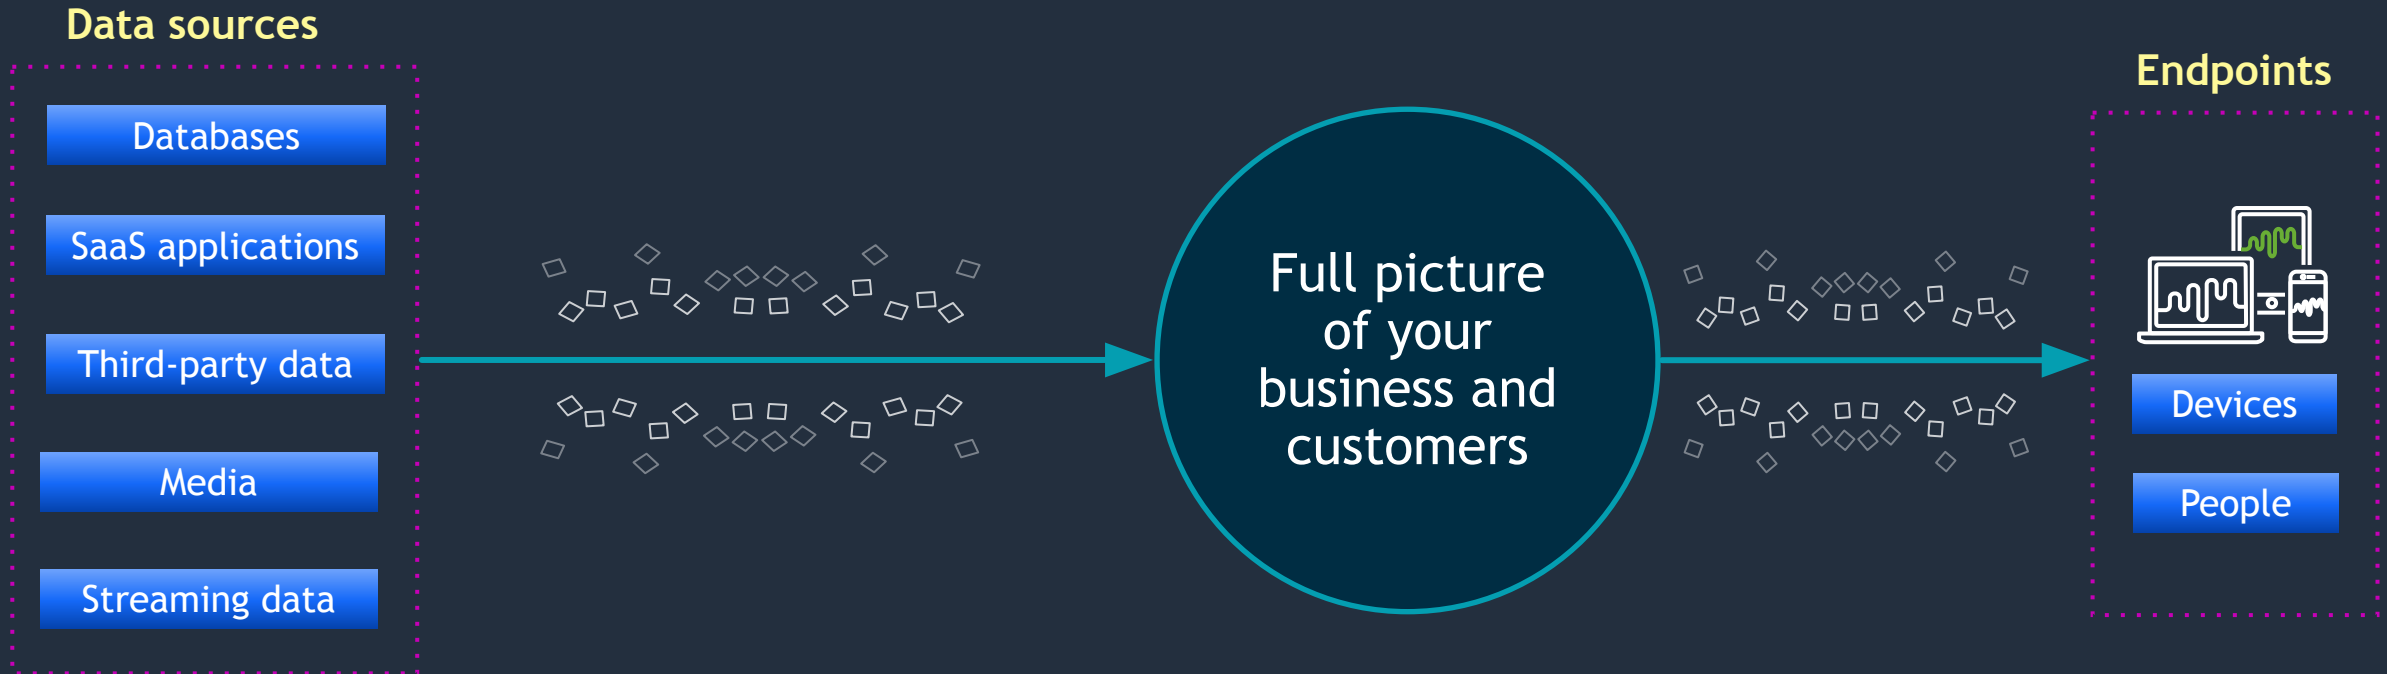 Data sources
Databases
SaaS applications
Third-party data
Media
Streaming data
Full picture
of your
business and
customers
Endpoints
Devices
People